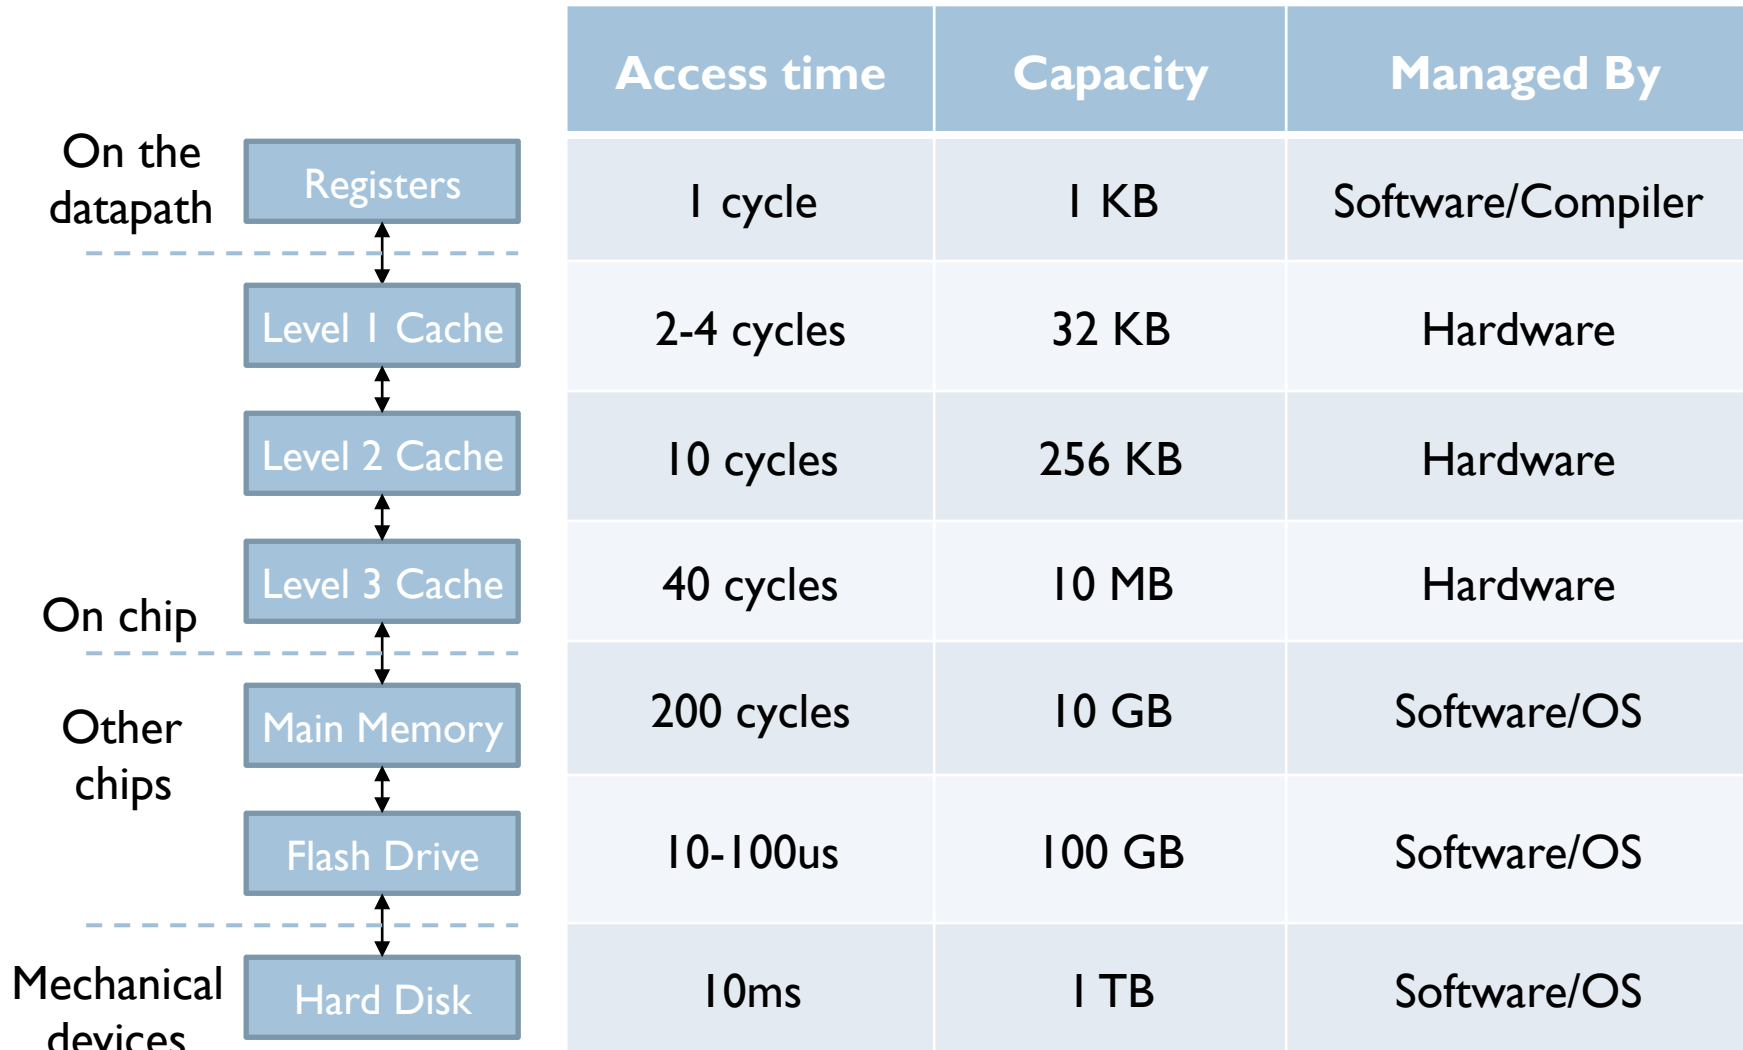 Access time Capacity Managed By
On the
datapath
Registers 1 cycle 1 KB Software/Compiler
Level 1 Cache 2-4 cycles 32 KB Hardware
Level 2 Cache 10 cycles 256 KB Hardware
Level 3 Cache 40 cycles 10 MB Hardware
On chip
Other
chips
Main Memory 200 cycles 10 GB Software/OS
Flash Drive 10-100us 100 GB Software/OS
Mechanical
devices
Hard Disk 10ms 1 TB Software/OS